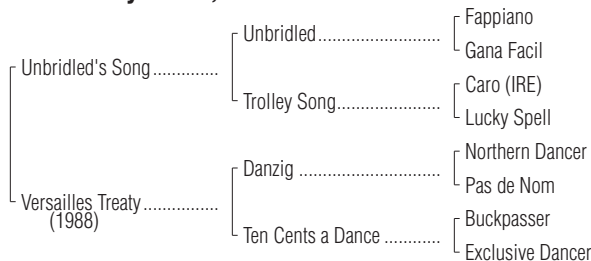 Fappiano
Unbridled
Gana Facil
Unbridled's Song
Caro (IRE)
Trolley Song
Lucky Spell
Northern Dancer
Danzig
Pas de Nom
Versailles Treaty
(1988)
Buckpasser
Ten Cents a Dance
Exclusive Dancer